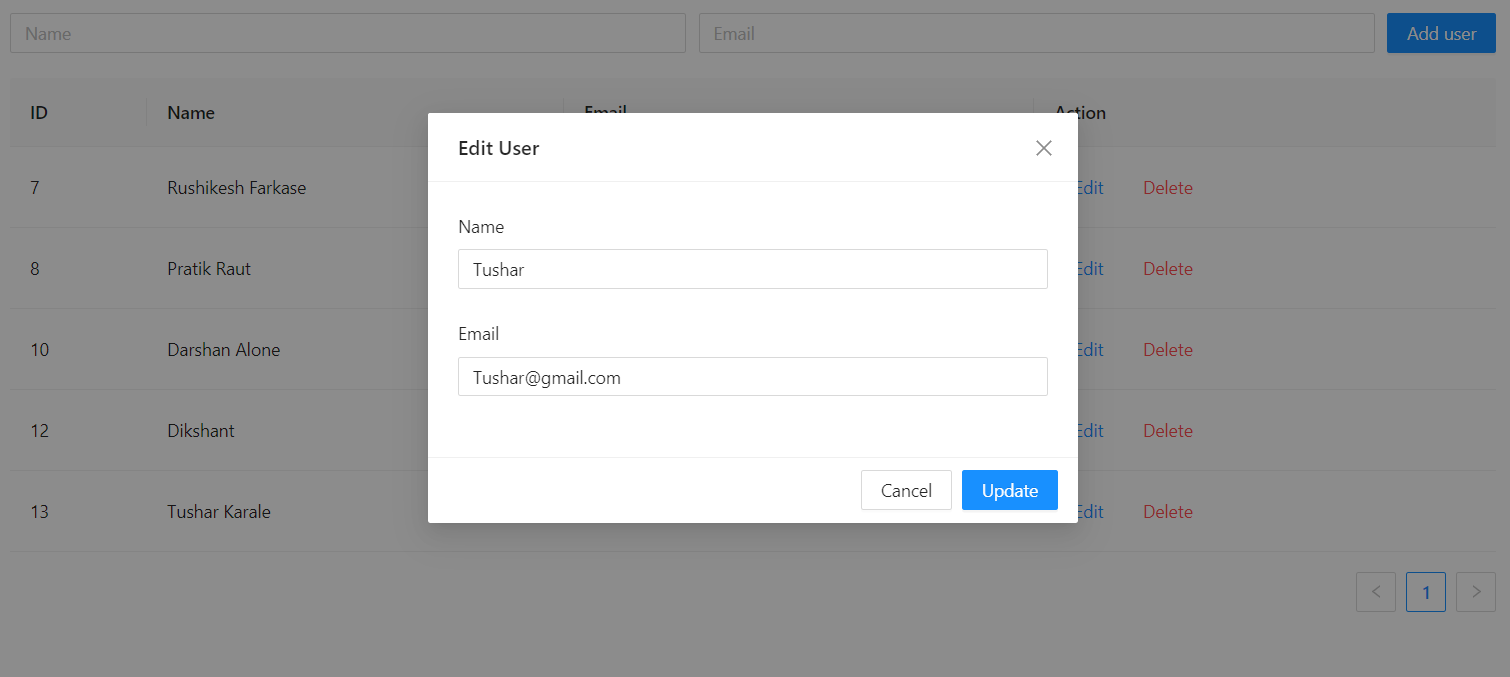 Name Email Add user
ID Name Email Action
Edit User
7 Rushikesh Farkase Edit Delete
Name
8 Pratik Raut Tushar Edit Delete
Email
10 Darshan Alone Edit Delete
Tushar@gmail.com
12 Dikshant Edit Delete
Cancel Update
13 Tushar Karale Edit Delete
1